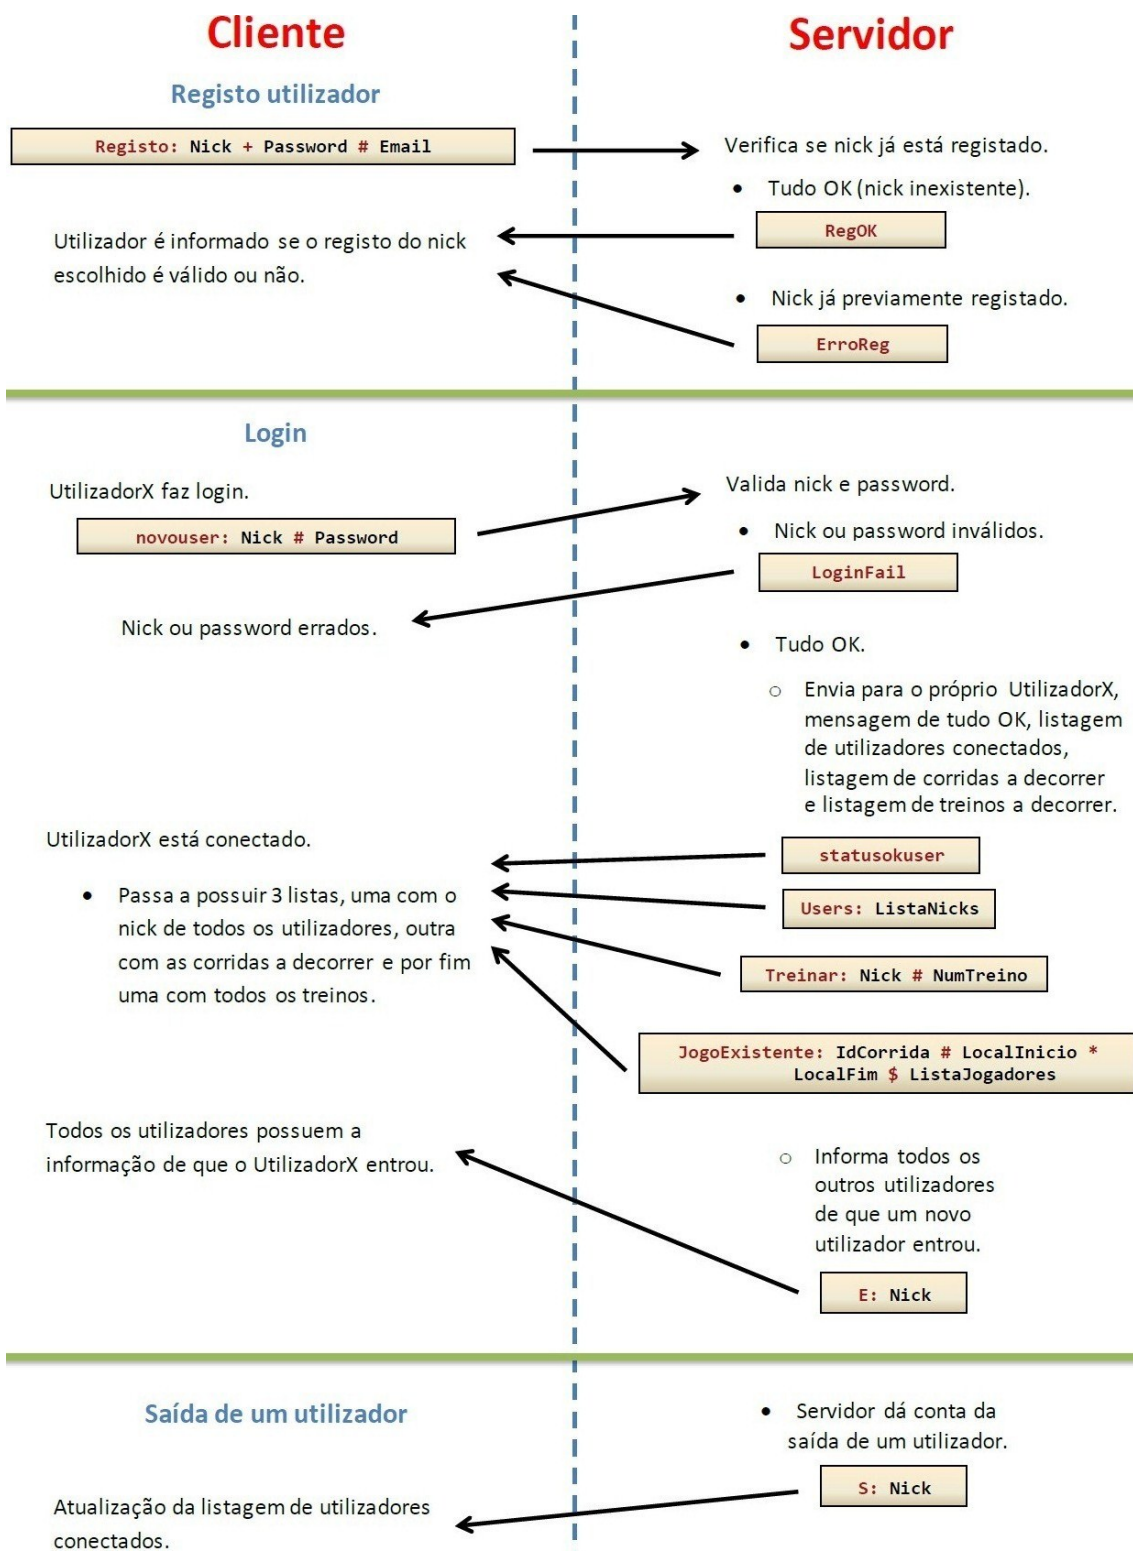 Cliente
Servidor
Registo utilizador
Registo: Nick + Password # Email
Verifica se nick já está registado.
• Tudo OK (nick inexistente).
RegOK
Utilizador é informado se o registo do nick
escolhido é válido ou não.
• Nick já previamente registado.
ErroReg
Login
UtilizadorX faz login.
novouser: Nick # Password
Valida nick e password.
• Nick ou password inválidos.
LoginFail
Nick ou password errados.
• Tudo OK.
○ Envia para o próprio UtilizadorX,
mensagem de tudo OK, listagem
de utilizadores conectados,
listagem de corridas a decorrer
e listagem de treinos a decorrer.
UtilizadorX está conectado.
• Passa a possuir 3 listas, uma com o
nick de todos os utilizadores, outra
com as corridas a decorrer e por fim
uma com todos os treinos.
statusokuser
Users: ListaNicks
Treinar: Nick # NumTreino
JogoExistente: IdCorrida # LocalInicio *
LocalFim $ ListaJogadores
Todos os utilizadores possuem a
informação de que o UtilizadorX entrou.
○ Informa todos os
outros utilizadores
de que um novo
utilizador entrou.
E: Nick
Saída de um utilizador
• Servidor dá conta da
saída de um utilizador.
S: Nick
Atualização da listagem de utilizadores
conectados.